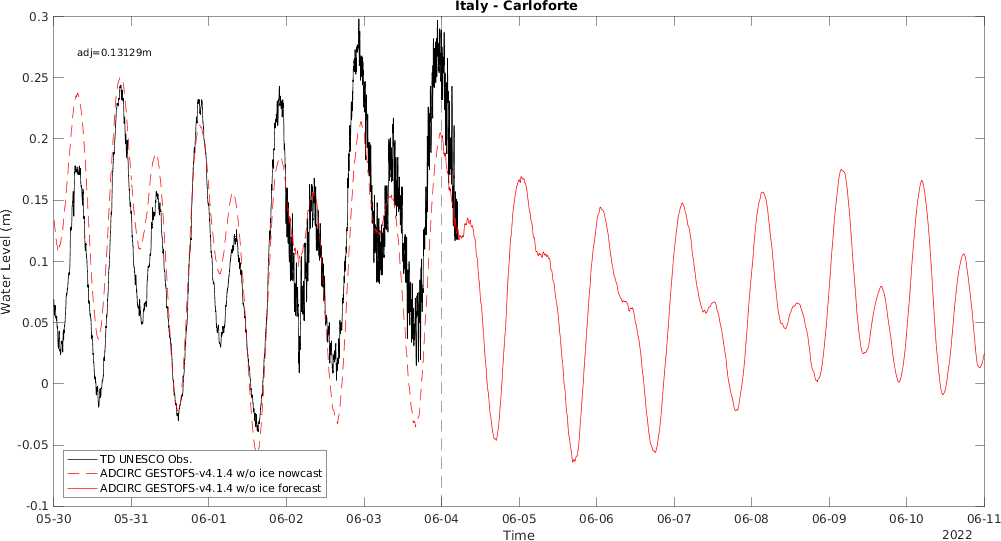 Italy - Carloforte
adj=0.13129m
Water Level (m)
0.3
0.25
0.2
0.15
0.1
0.05
0
-0.05
-0.1
TD UNESCO Obs.
ADCIRC GESTOFS-v4.1.4 w/o ice nowcast
ADCIRC GESTOFS-v4.1.4 w/o ice forecast
05-30 05-31 06-01 06-02 06-03 06-04 06-05 06-06 06-07 06-08 06-09 06-10 06-11
Time
2022